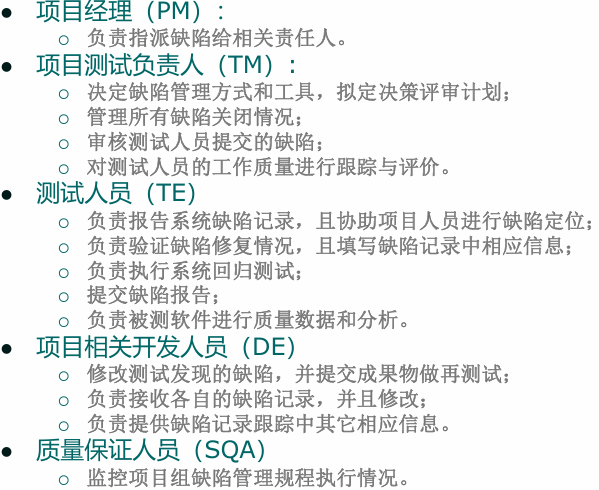 ● 项目经理（PM）：
○ 负责指派缺陷给相关责任人。
● 项目测试负责人（TM）：
○ 决定缺陷管理方式和工具，拟定决策评审计划；
○ 管理所有缺陷关闭情况；
○ 审核测试人员提交的缺陷；
○ 对测试人员的工作质量进行跟踪与评价。
● 测试人员（TE）
○ 负责报告系统缺陷记录，且协助项目人员进行缺陷定位；
○ 负责验证缺陷修复情况，且填写缺陷记录中相应信息；
○ 负责执行系统回归测试；
○ 提交缺陷报告；
○ 负责被测软件进行质量数据和分析。
● 项目相关开发人员（DE）
○ 修改测试发现的缺陷，并提交成果物做再测试；
○ 负责接收各自的缺陷记录，并且修改；
○ 负责提供缺陷记录跟踪中其它相应信息。
● 质量保证人员（SQA）
○ 监控项目组缺陷管理规程执行情况。